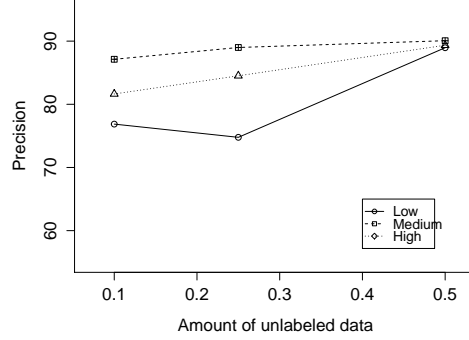 90
80
70
60
Precision
0.1 0.2 0.3 0.4 0.5
Amount of unlabeled data
Low
Medium
High